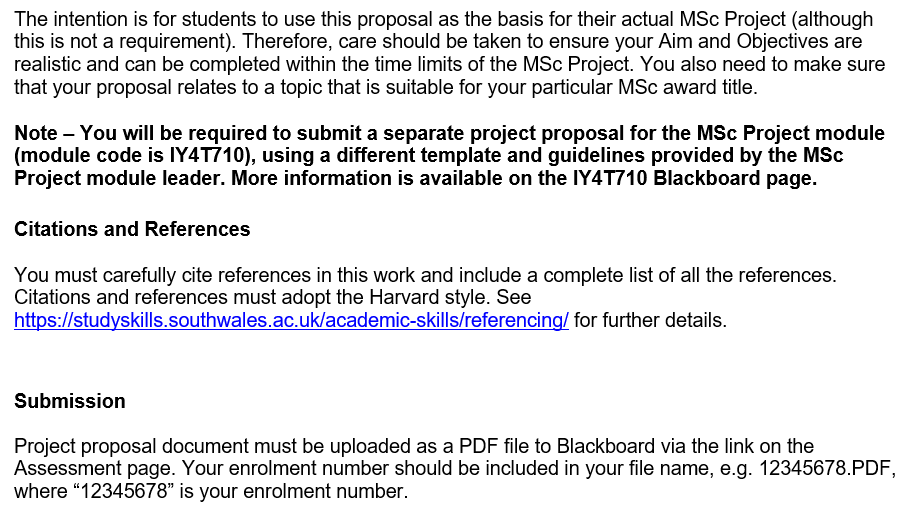 The intention is for students to use this proposal as the basis for their actual MSc Project (although
this is not a requirement). Therefore, care should be taken to ensure your Aim and Objectives are
realistic and can be completed within the time limits of the MSc Project. You also need to make sure
that your proposal relates to a topic that is suitable for your particular MSc award title.
Note – You will be required to submit a separate project proposal for the MSc Project module
(module code is IY4T710), using a different template and guidelines provided by the MSc
Project module leader. More information is available on the IY4T710 Blackboard page.
Citations and References
You must carefully cite references in this work and include a complete list of all the references.
Citations and references must adopt the Harvard style. See
https://studyskills.southwales.ac.uk/academic-skills/referencing/ for further details.
Submission
Project proposal document must be uploaded as a PDF file to Blackboard via the link on the
Assessment page. Your enrolment number should be included in your file name, e.g. 12345678.PDF,
where “12345678” is your enrolment number.